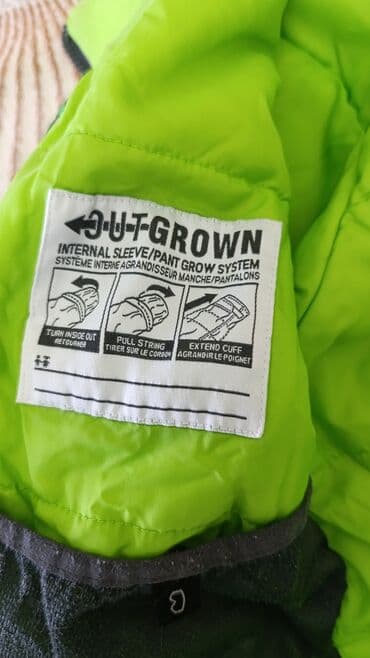 OUTGROWN
INTERNAL SLEEVE/PANT GROW SYSTEM
SYSTÈME INTERNE AGRANDISSEUR MANCHE/PANTALONS
TURN INSIDE OUT
RETOURNER
PULL STRING
TIRER SUR LE CORDON
EXTEND CUFF
AGRANDIR LE POIGNET